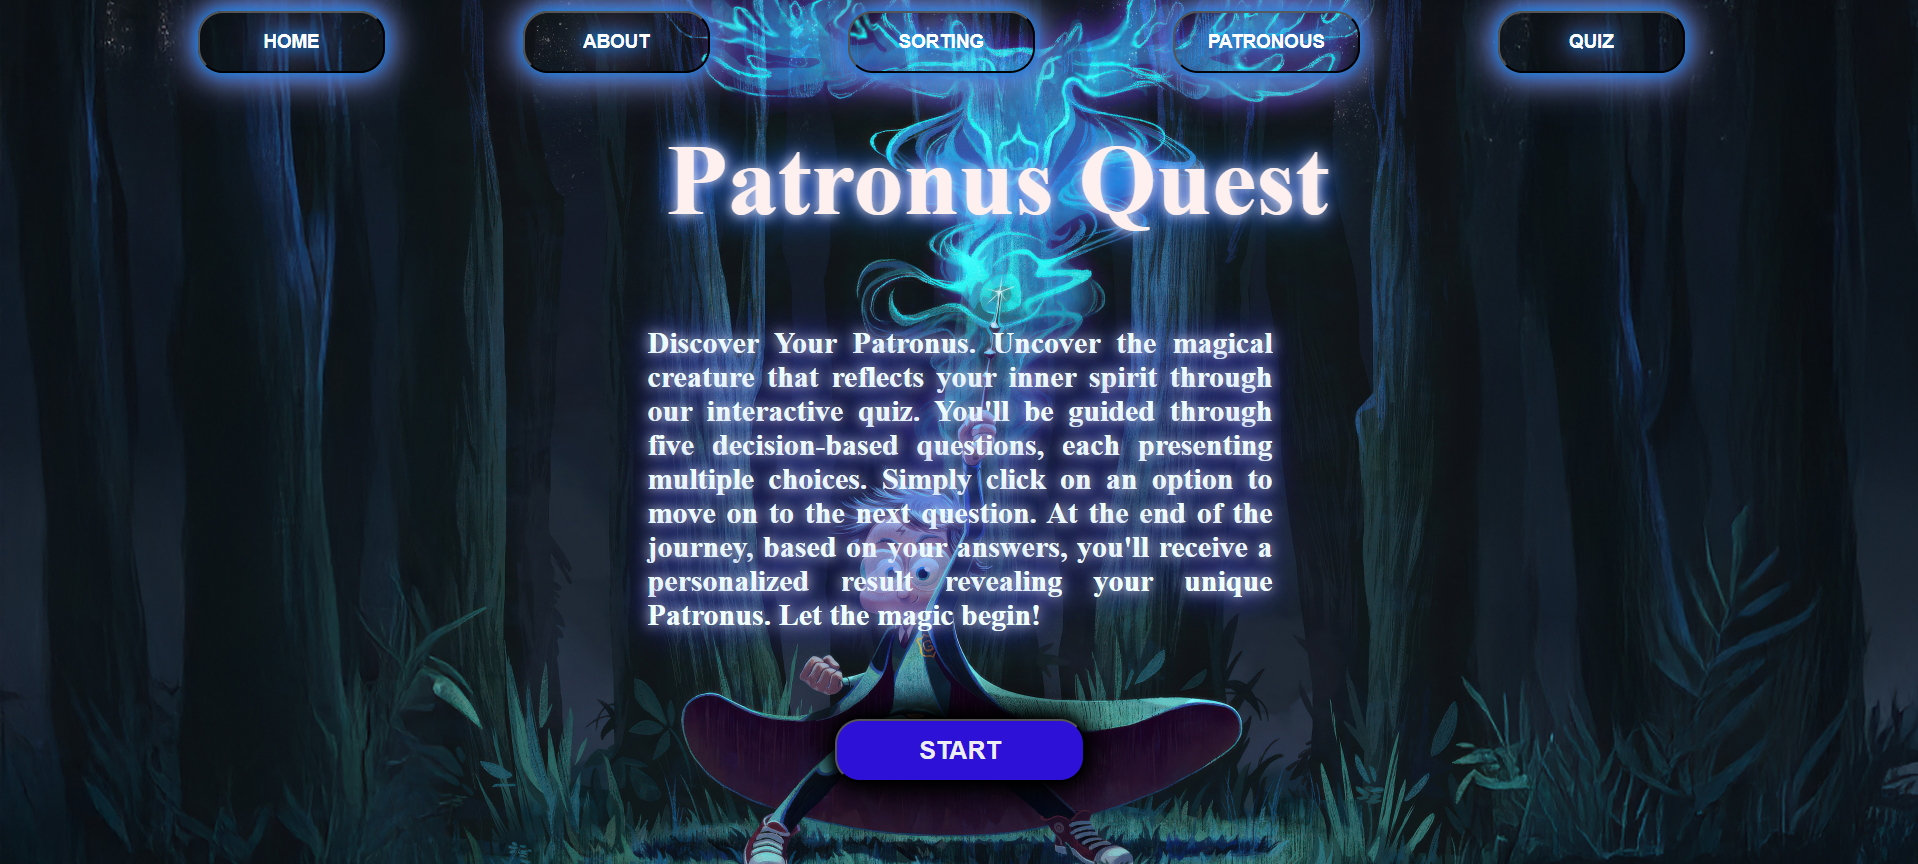 HOME ABOUT SORTING PATRONOUS QUIZ
Patronus Quest
Discover Your Patronus. Uncover the magical
creature that reflects your inner spirit through
our interactive quiz. You'll be guided through
five decision-based questions, each presenting
multiple choices. Simply click on an option to
move on to the next question. At the end of the
journey, based on your answers, you'll receive a
personalized result revealing your unique
Patronus. Let the magic begin!
START